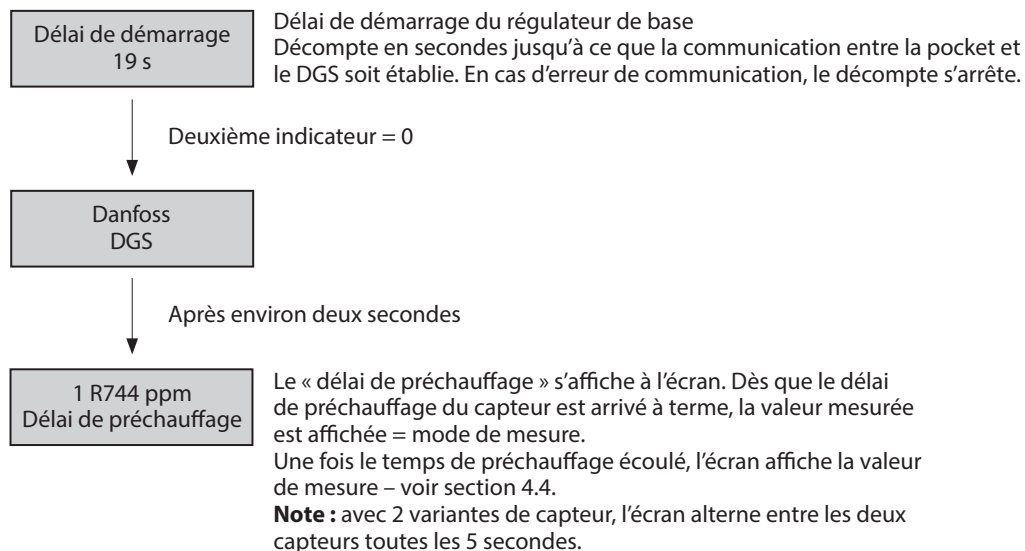 Délai de démarrage
19 s
Délai de démarrage du régulateur de base
Décompte en secondes jusqu'à ce que la communication entre la pocket et
le DGS soit établie. En cas d'erreur de communication, le décompte s'arrête.
Deuxième indicateur = 0
Danfoss
DGS
Après environ deux secondes
1 R744 ppm
Délai de préchauffage
Le « délai de préchauffage » s'affiche à l'écran. Dès que le délai
de préchauffage du capteur est arrivé à terme, la valeur mesurée
est affichée = mode de mesure.
Une fois le temps de préchauffage écoulé, l'écran affiche la valeur
de mesure – voir section 4.4.
Note : avec 2 variantes de capteur, l'écran alterne entre les deux
capteurs toutes les 5 secondes.